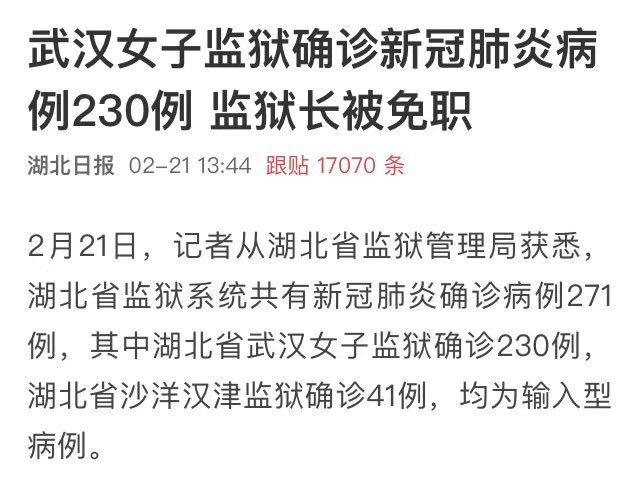 武汉女子监狱确诊新冠肺炎病
例230例 监狱长被免职
湖北日报 02-21 13:44 跟贴 17070 条
2月21日，记者从湖北省监狱管理局获悉，
湖北省监狱系统共有新冠肺炎确诊病例271
例，其中湖北省武汉女子监狱确诊230例，
湖北省沙洋汉津监狱确诊41例，均为输入型
病例。